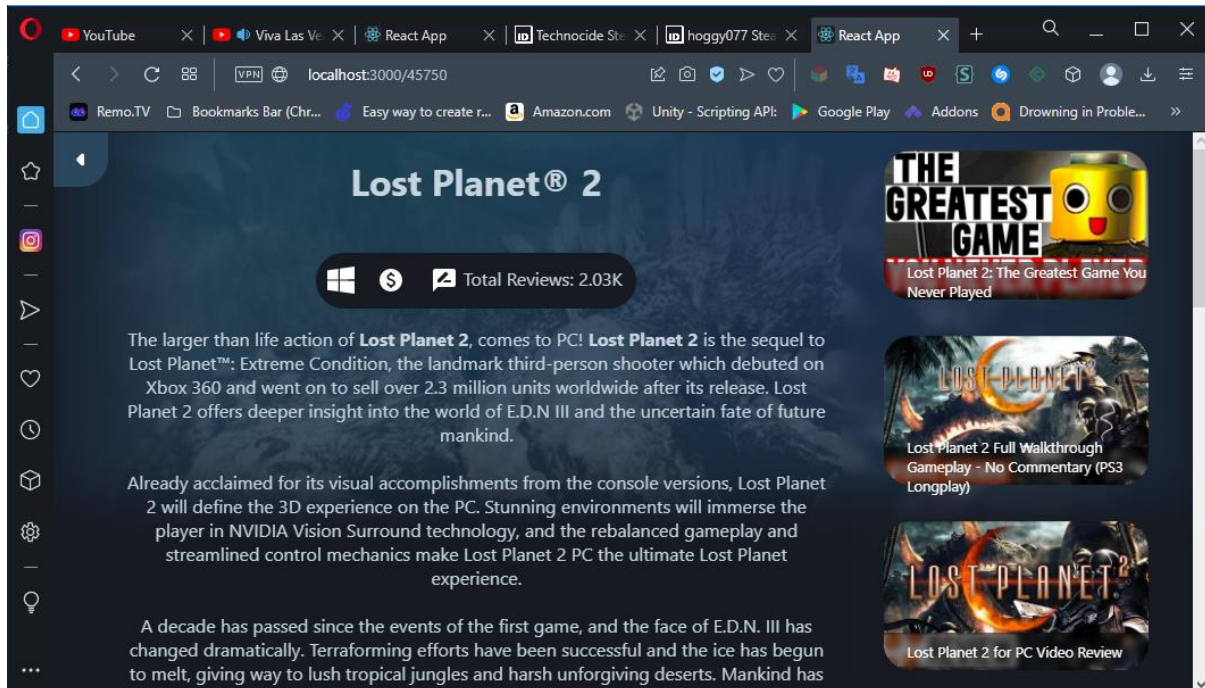 YouTube
Viva Las Ve
React App
Technocide Ste
hoggy077 Stea
React App
VPN
localhost:3000/45750
Remo.TV
Bookmarks Bar (Chr...
Easy way to create r...
Amazon.com
Unity - Scripting API:
Google Play
Addons
Drowning in Proble...
Lost Planet® 2
Total Reviews: 2.03K
The larger than life action of Lost Planet 2, comes to PC! Lost Planet 2 is the sequel to
Lost Planet™: Extreme Condition, the landmark third-person shooter which debuted on
Xbox 360 and went on to sell over 2.3 million units worldwide after its release. Lost
Planet 2 offers deeper insight into the world of E.D.N III and the uncertain fate of future
mankind.
Already acclaimed for its visual accomplishments from the console versions, Lost Planet
2 will define the 3D experience on the PC. Stunning environments will immerse the
player in NVIDIA Vision Surround technology, and the rebalanced gameplay and
streamlined control mechanics make Lost Planet 2 PC the ultimate Lost Planet
experience.
A decade has passed since the events of the first game, and the face of E.D.N. III has
changed dramatically. Terraforming efforts have been successful and the ice has begun
to melt, giving way to lush tropical jungles and harsh unforgiving deserts. Mankind has
THE
GREATEST
GAME
Lost Planet 2: The Greatest Game You
Never Played
LOST PLANET 2
Lost Planet 2 Full Walkthrough
Gameplay - No Commentary (PS3
Longplay)
LOST PLANET 2
Lost Planet 2 for PC Video Review